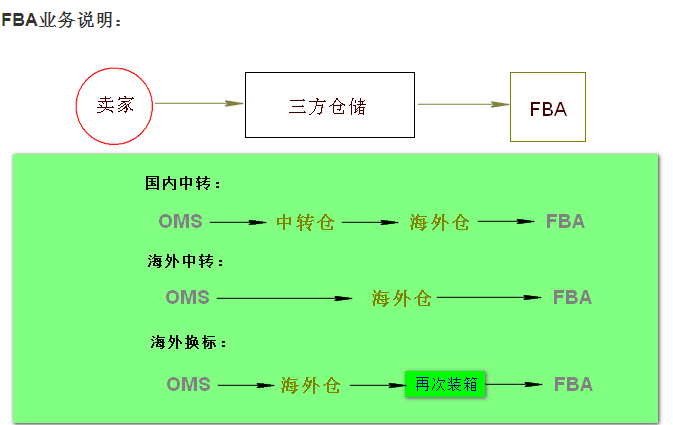 FBA业务说明：
卖家 三方仓储 FBA
国内中转：
OMS 中转仓 海外仓 FBA
海外中转：
OMS 海外仓 FBA
海外换标：
OMS 海外仓 再次装箱 FBA